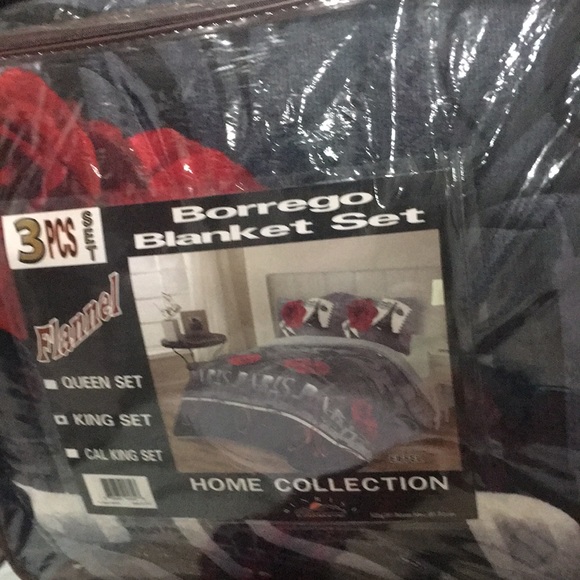 Borrego
Blanket Set
3 PCS SET
Flannel
QUEEN SET
KING SET
CAL KING SET
HOME COLLECTION